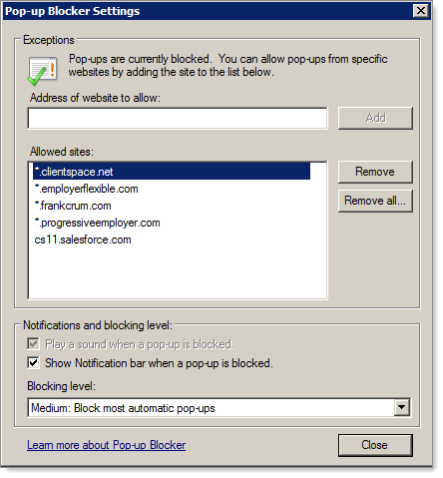 Pop-up Blocker Settings
Exceptions
Pop-ups are currently blocked. You can allow pop-ups from specific
websites by adding the site to the list below.
Address of website to allow:
Add
Allowed sites:
*.clientspace.net
*.employerflexible.com
*.frankcrum.com
*.progressiveemployer.com
cs11.salesforce.com
Remove
Remove all...
Notifications and blocking level:
Play a sound when a pop-up is blocked.
Show Notification bar when a pop-up is blocked.
Blocking level:
Medium: Block most automatic pop-ups
Learn more about Pop-up Blocker
Close